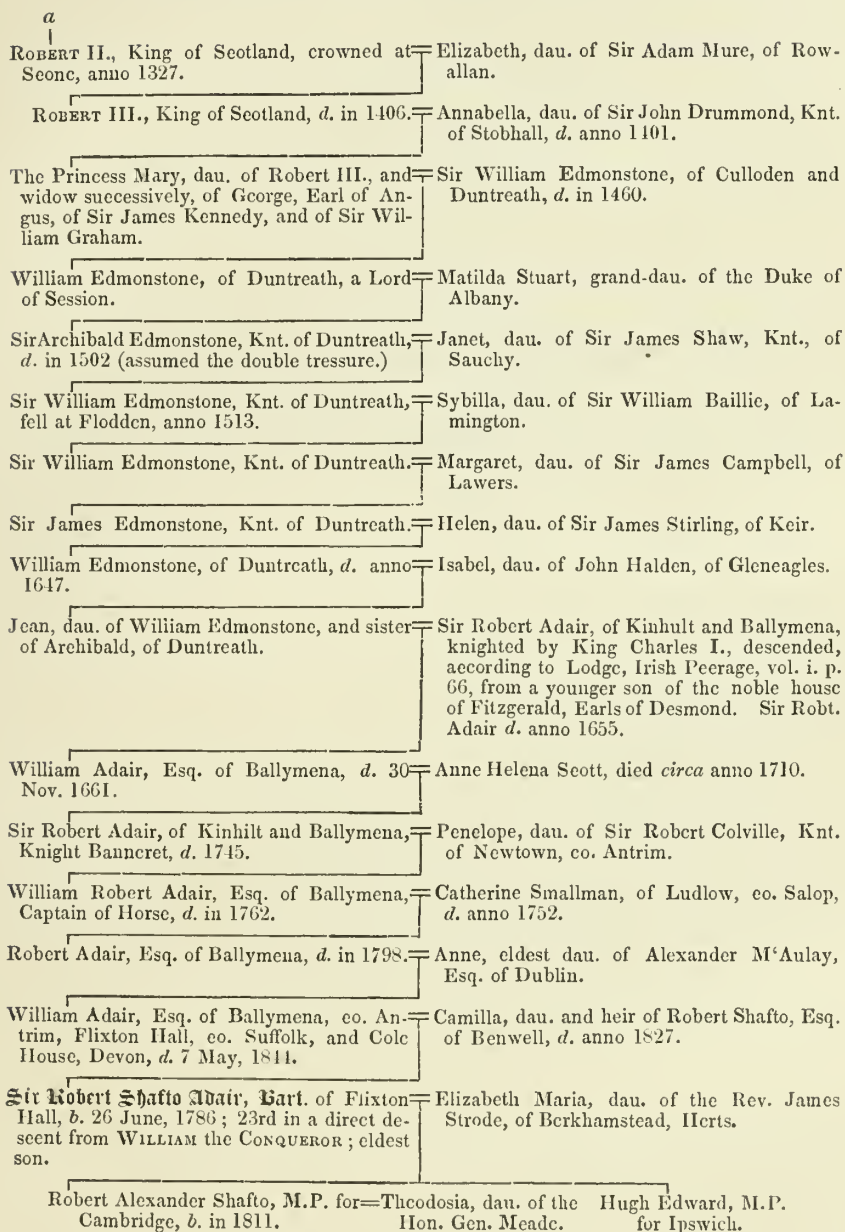 a
ROBERT II., King of Scotland, crowned at Scone, anno 1327. = Elizabeth, dau. of Sir Adam Mure, of Row-
allan.
ROBERT III., King of Scotland, d. in 1406. = Annabella, dau. of Sir John Drummond, Knt.
of Stobhall, d. anno 1401.
The Princess Mary, dau. of Robert III., and
widow successively, of George, Earl of An-
gus, of Sir James Kennedy, and of Sir Wil-
liam Graham.
Sir William Edmonstone, of Culloden and
Duntreath, d. in 1460.
William Edmonstone, of Duntreath, a Lord
of Session.
Matilda Stuart, grand-dau. of the Duke of
Albany.
Sir Archibald Edmonstone, Knt. of Duntreath,
d. in 1502 (assumed the double tressure.)
Janet, dau. of Sir James Shaw, Knt., of
Sauchy.
Sir William Edmonstone, Knt. of Duntreath,
fell at Flodden, anno 1513.
Sybilla, dau. of Sir William Baillie, of La-
mington.
Sir William Edmonstone, Knt. of Duntreath.
Margaret, dau. of Sir James Campbell, of
Lawers.
Sir James Edmonstone, Knt. of Duntreath.
Helen, dau. of Sir James Stirling, of Keir.
William Edmonstone, of Duntreath, d. anno
1647.
Isabel, dau. of John Halden, of Gleneagles.
Jean, dau. of William Edmonstone, and sister
of Archibald, of Duntreath.
Sir Robert Adair, of Kinhult and Ballymena,
knighted by King Charles I., descended,
according to Lodge, Irish Peerage, vol. i. p.
66, from a younger son of the noble house
of Fitzgerald, Earls of Desmond. Sir Robt.
Adair d. anno 1655.
William Adair, Esq. of Ballymena, d. 30
Nov. 1661.
Anne Helena Scott, died circa anno 1710.
Sir Robert Adair, of Kinhilt and Ballymena,
Knight Banneret, d. 1745.
Penelope, dau. of Sir Robert Colville, Knt.
of Newtown, co. Antrim.
William Robert Adair, Esq. of Ballymena,
Captain of Horse, d. in 1762.
Catherine Smallman, of Ludlow, co. Salop,
d. anno 1752.
Robert Adair, Esq. of Ballymena, d. in 1798.
Anne, eldest dau. of Alexander M‘Aulay,
Esq. of Dublin.
William Adair, Esq. of Ballymena, co. An-
trim, Flixton Hall, co. Suffolk, and Cole
House, Devon, d. 7 May, 1844.
Camilla, dau. and heir of Robert Shafto, Esq.
of Benwell, d. anno 1827.
Sir Robert Shafto Adair, Bart. of Flixton
Hall, b. 26 June, 1786; 23rd in a direct de-
scent from WILLIAM the CONQUEROR; eldest
son.
Elizabeth Maria, dau. of the Rev. James
Strode, of Berkhamstead, Herts.
Robert Alexander Shafto, M.P. for
Cambridge, b. in 1811.
Theodosia, dau. of the
Hon. Gen. Meade.
Hugh Edward, M.P.
for Ipswich.